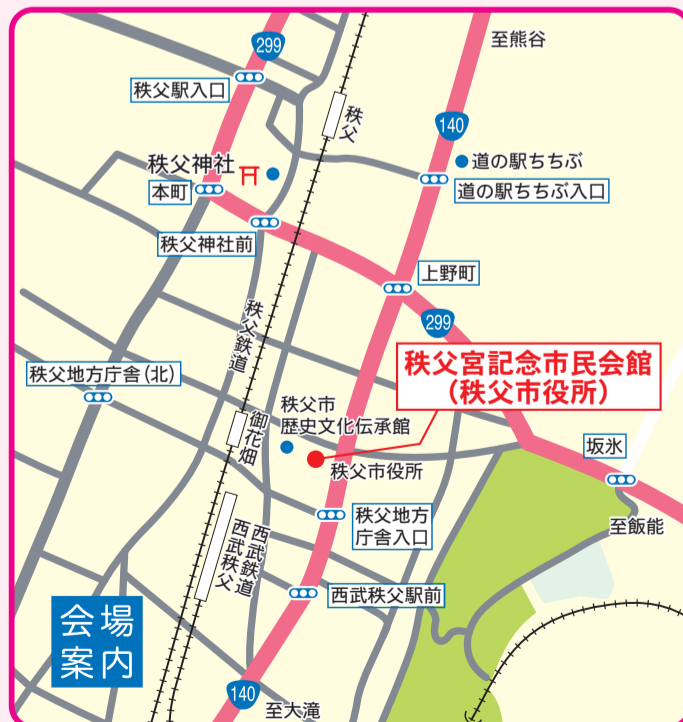 299
至熊谷
秩父駅入口
秩父
140
秩父神社
道の駅ちちぶ
本町
道の駅ちちぶ入口
秩父神社前
上野町
299
秩父鉄道
秩父宮記念市民会館
(秩父市役所)
秩父地方庁舎(北)
御花畑
秩父市
歴史文化伝承館
坂氷
秩父市役所
秩父地方
庁舎入口
至飯能
西武鉄道
西武秩父
西武秩父駅前
会場
案内
140
至大滝